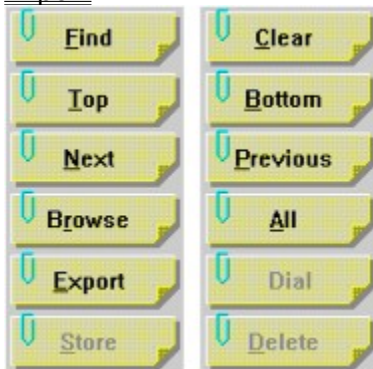 Find Clear
Top Bottom
Next Previous
Browse All
Export Dial
Store Delete